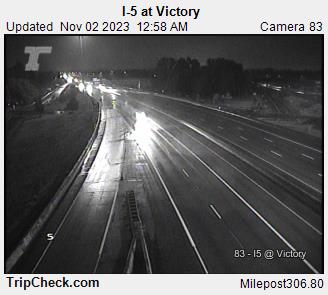 I-5 at Victory
Updated Nov 02 2023 12:58 AM Camera 83
T
S
83 - I5 @ Victory
TripCheck.com Milepost306.80